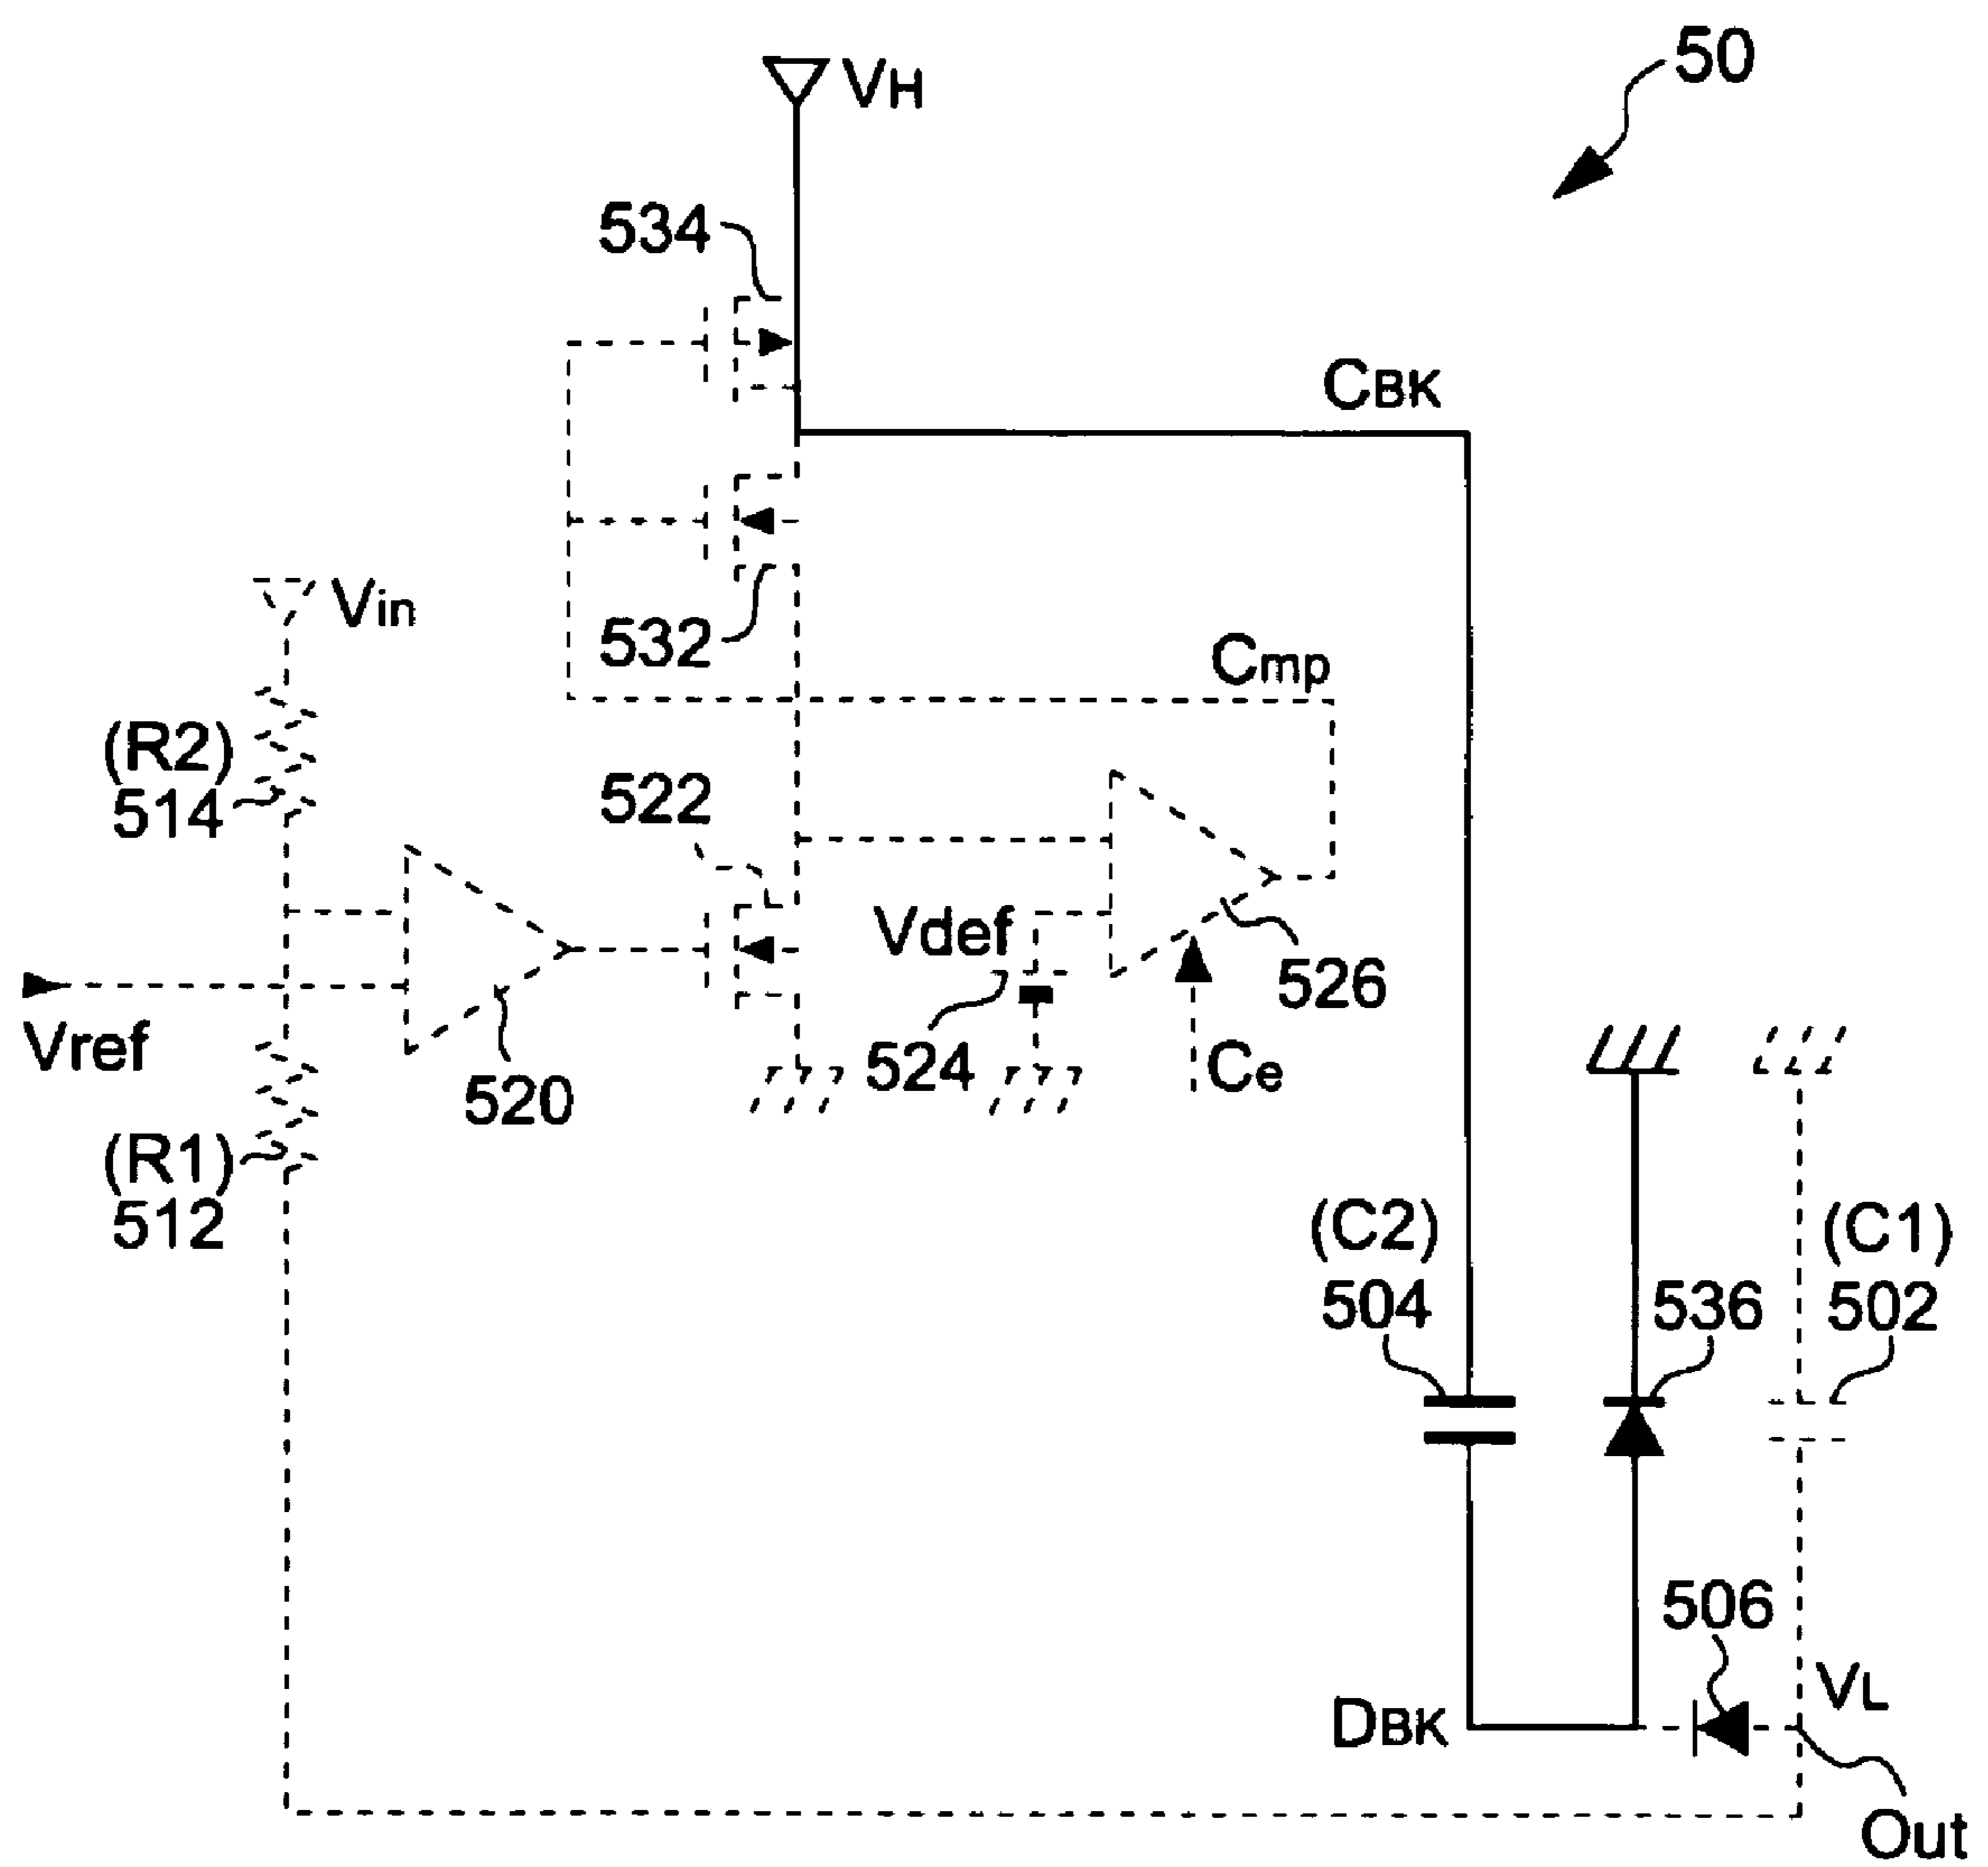 50
VH
534
CBK
532
Vin
Cmp
(R2)
514
522
Vdef
526
Vref
520
524
Ce
(R1)
512
(C2)
504
536
(C1)
502
506
VL
DBK
Out